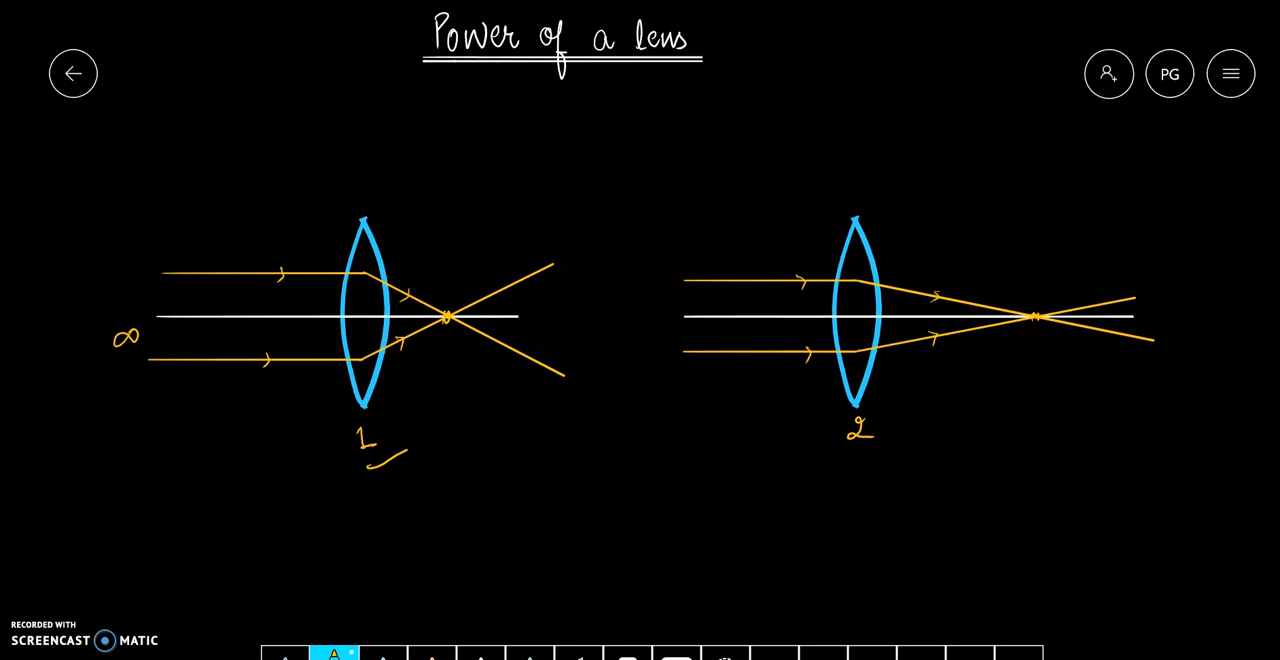 Power of a lens
PG
∞
1
2
RECORDED WITH
SCREENCAST MATIC